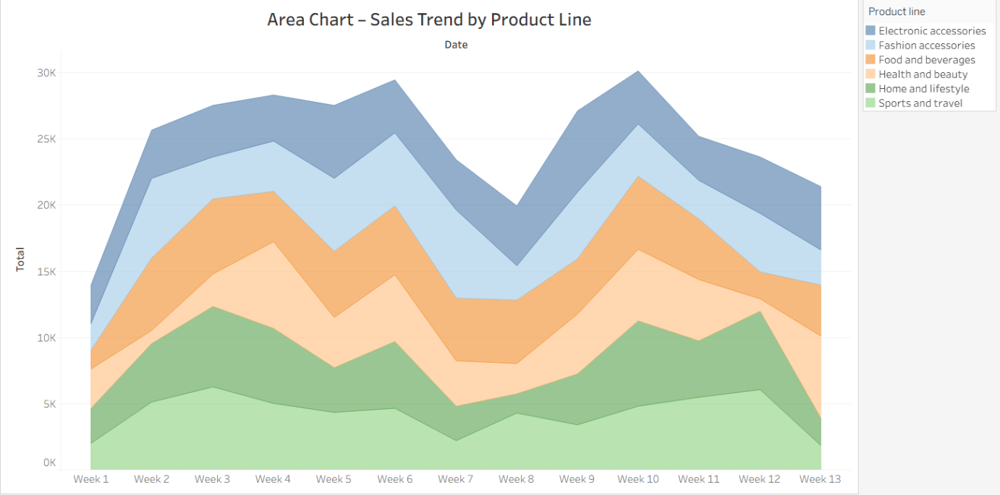 Area Chart – Sales Trend by Product Line
Date
Product line
Electronic accessories
Fashion accessories
Food and beverages
Health and beauty
Home and lifestyle
Sports and travel
Total
30K
25K
20K
15K
10K
5K
0K
Week 1 Week 2 Week 3 Week 4 Week 5 Week 6 Week 7 Week 8 Week 9 Week 10 Week 11 Week 12 Week 13